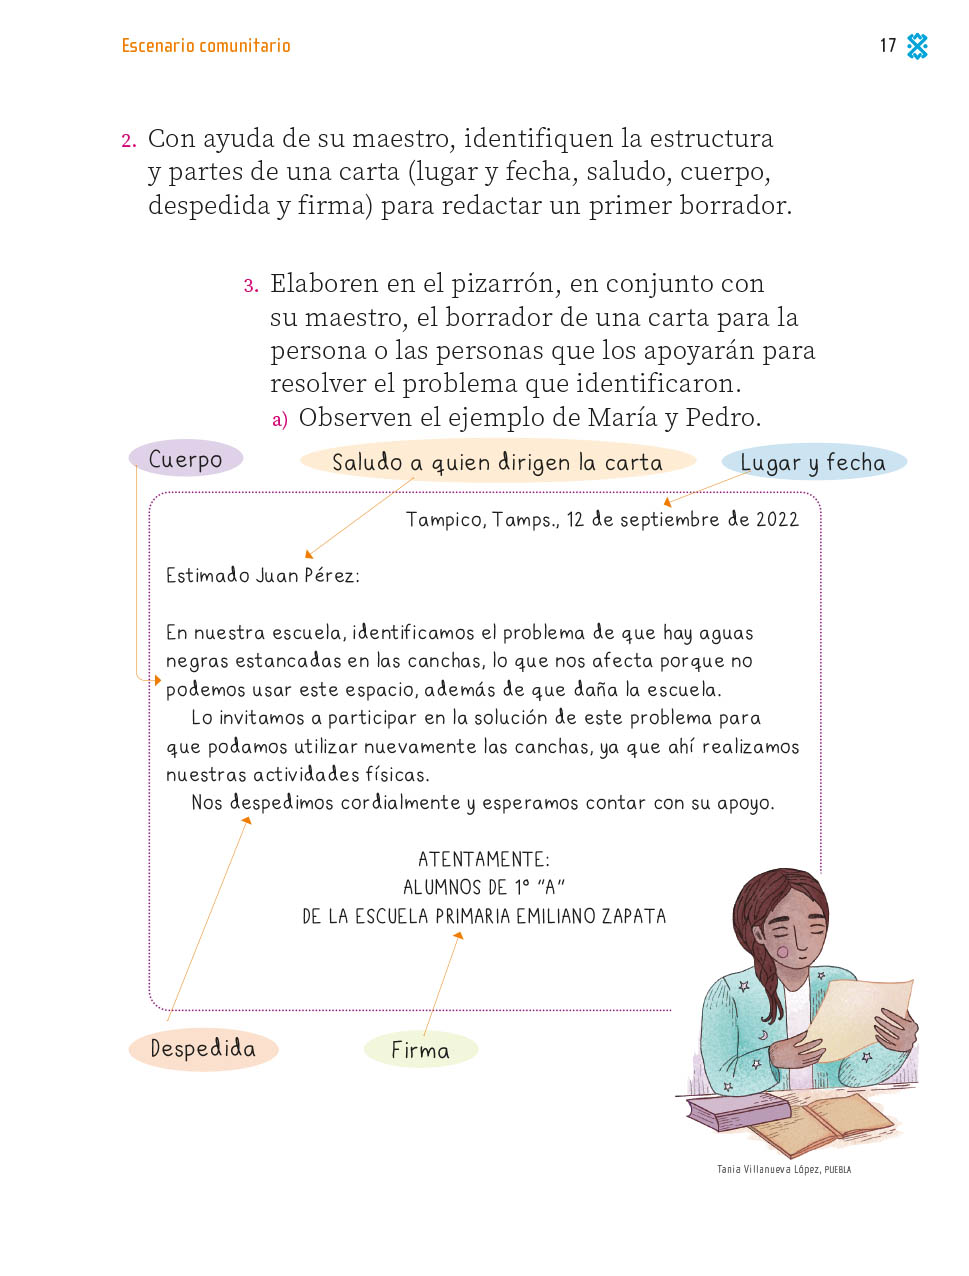 Escenario comunitario
17
2. Con ayuda de su maestro, identifiquen la estructura
y partes de una carta (lugar y fecha, saludo, cuerpo,
despedida y firma) para redactar un primer borrador.
3. Elaboren en el pizarrón, en conjunto con
su maestro, el borrador de una carta para la
persona o las personas que los apoyarán para
resolver el problema que identificaron.
a) Observen el ejemplo de María y Pedro.
Cuerpo
Saludo a quien dirigen la carta
Lugar y fecha
Tampico, Tamps., 12 de septiembre de 2022
Estimado Juan Pérez:
En nuestra escuela, identificamos el problema de que hay aguas
negras estancadas en las canchas, lo que nos afecta porque no
podemos usar este espacio, además de que daña la escuela.
Lo invitamos a participar en la solución de este problema para
que podamos utilizar nuevamente las canchas, ya que ahí realizamos
nuestras actividades físicas.
Nos despedimos cordialmente y esperamos contar con su apoyo.
ATENTAMENTE:
ALUMNOS DE 1° "A"
DE LA ESCUELA PRIMARIA EMILIANO ZAPATA
Despedida
Firma
Tania Villanueva López, PUEBLA